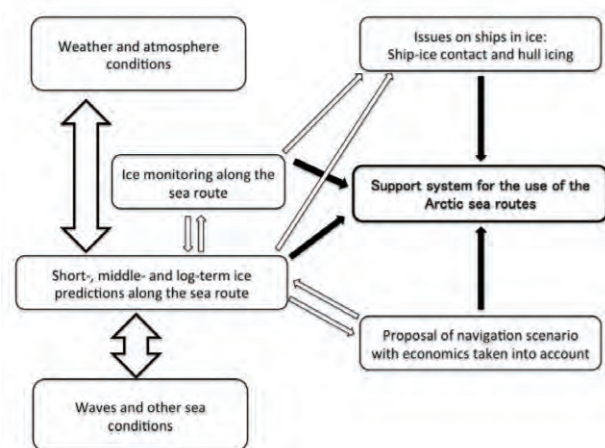 Weather and atmosphere
conditions
Issues on ships in ice:
Ship-ice contact and hull icing
Ice monitoring along the
sea route
Support system for the use of the
Arctic sea routes
Short-, middle- and log-term ice
predictions along the sea route
Proposal of navigation scenario
with economics taken into account
Waves and other sea
conditions